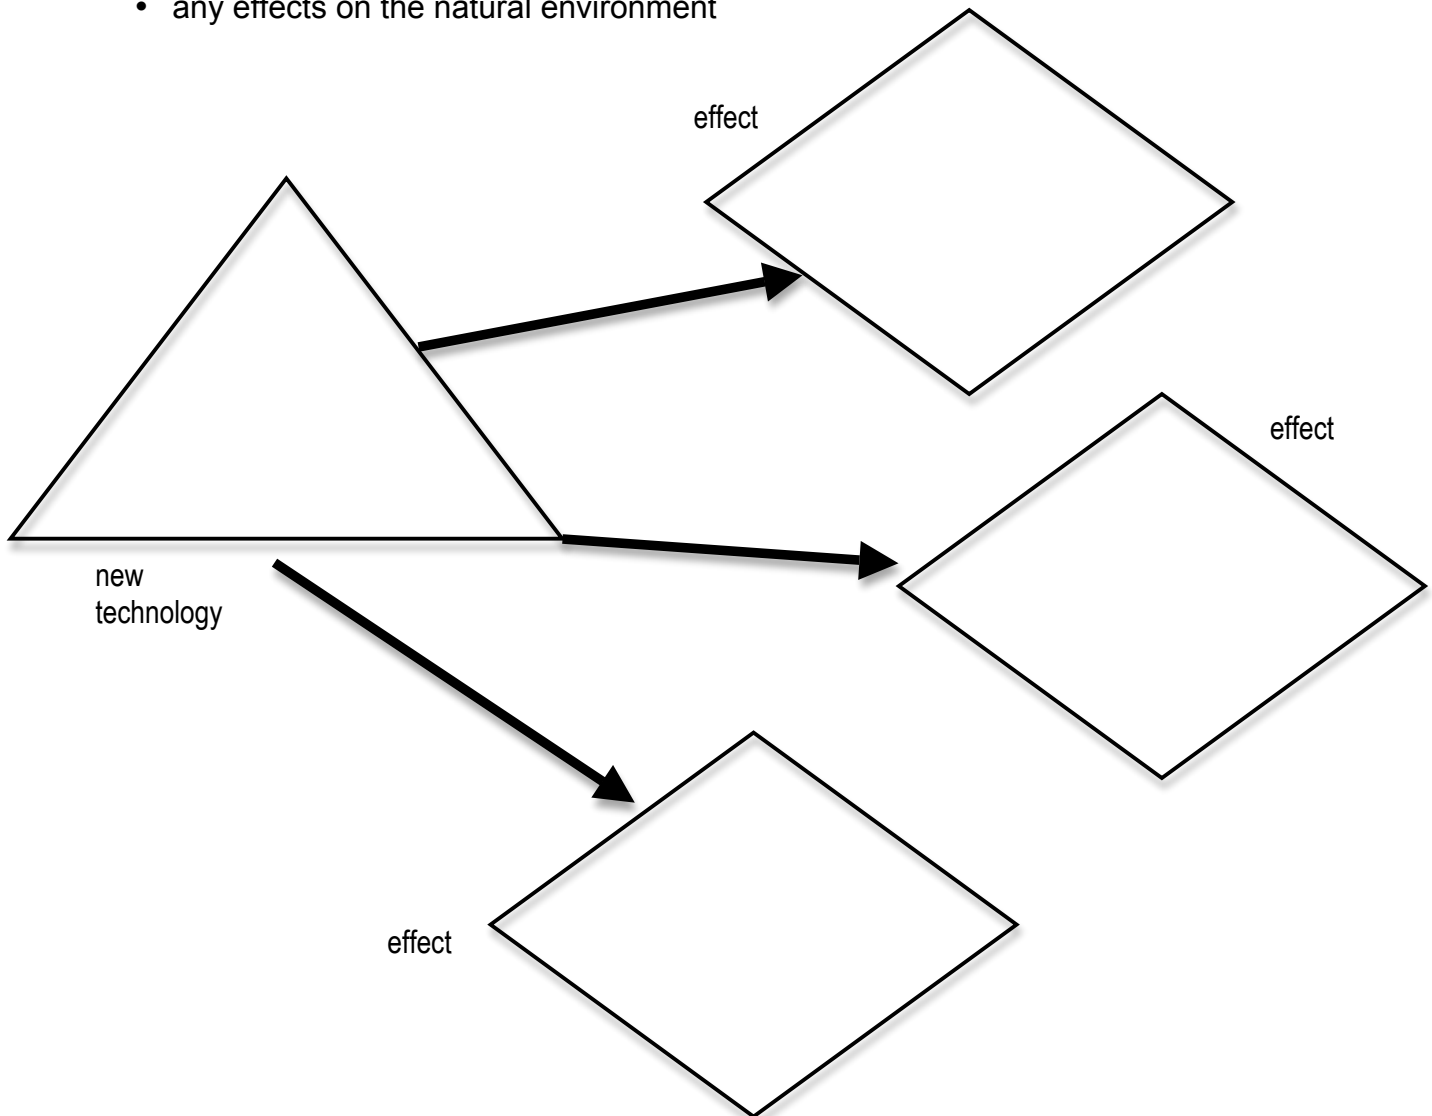 • any effects on the natural environment
effect
effect
new
technology
effect